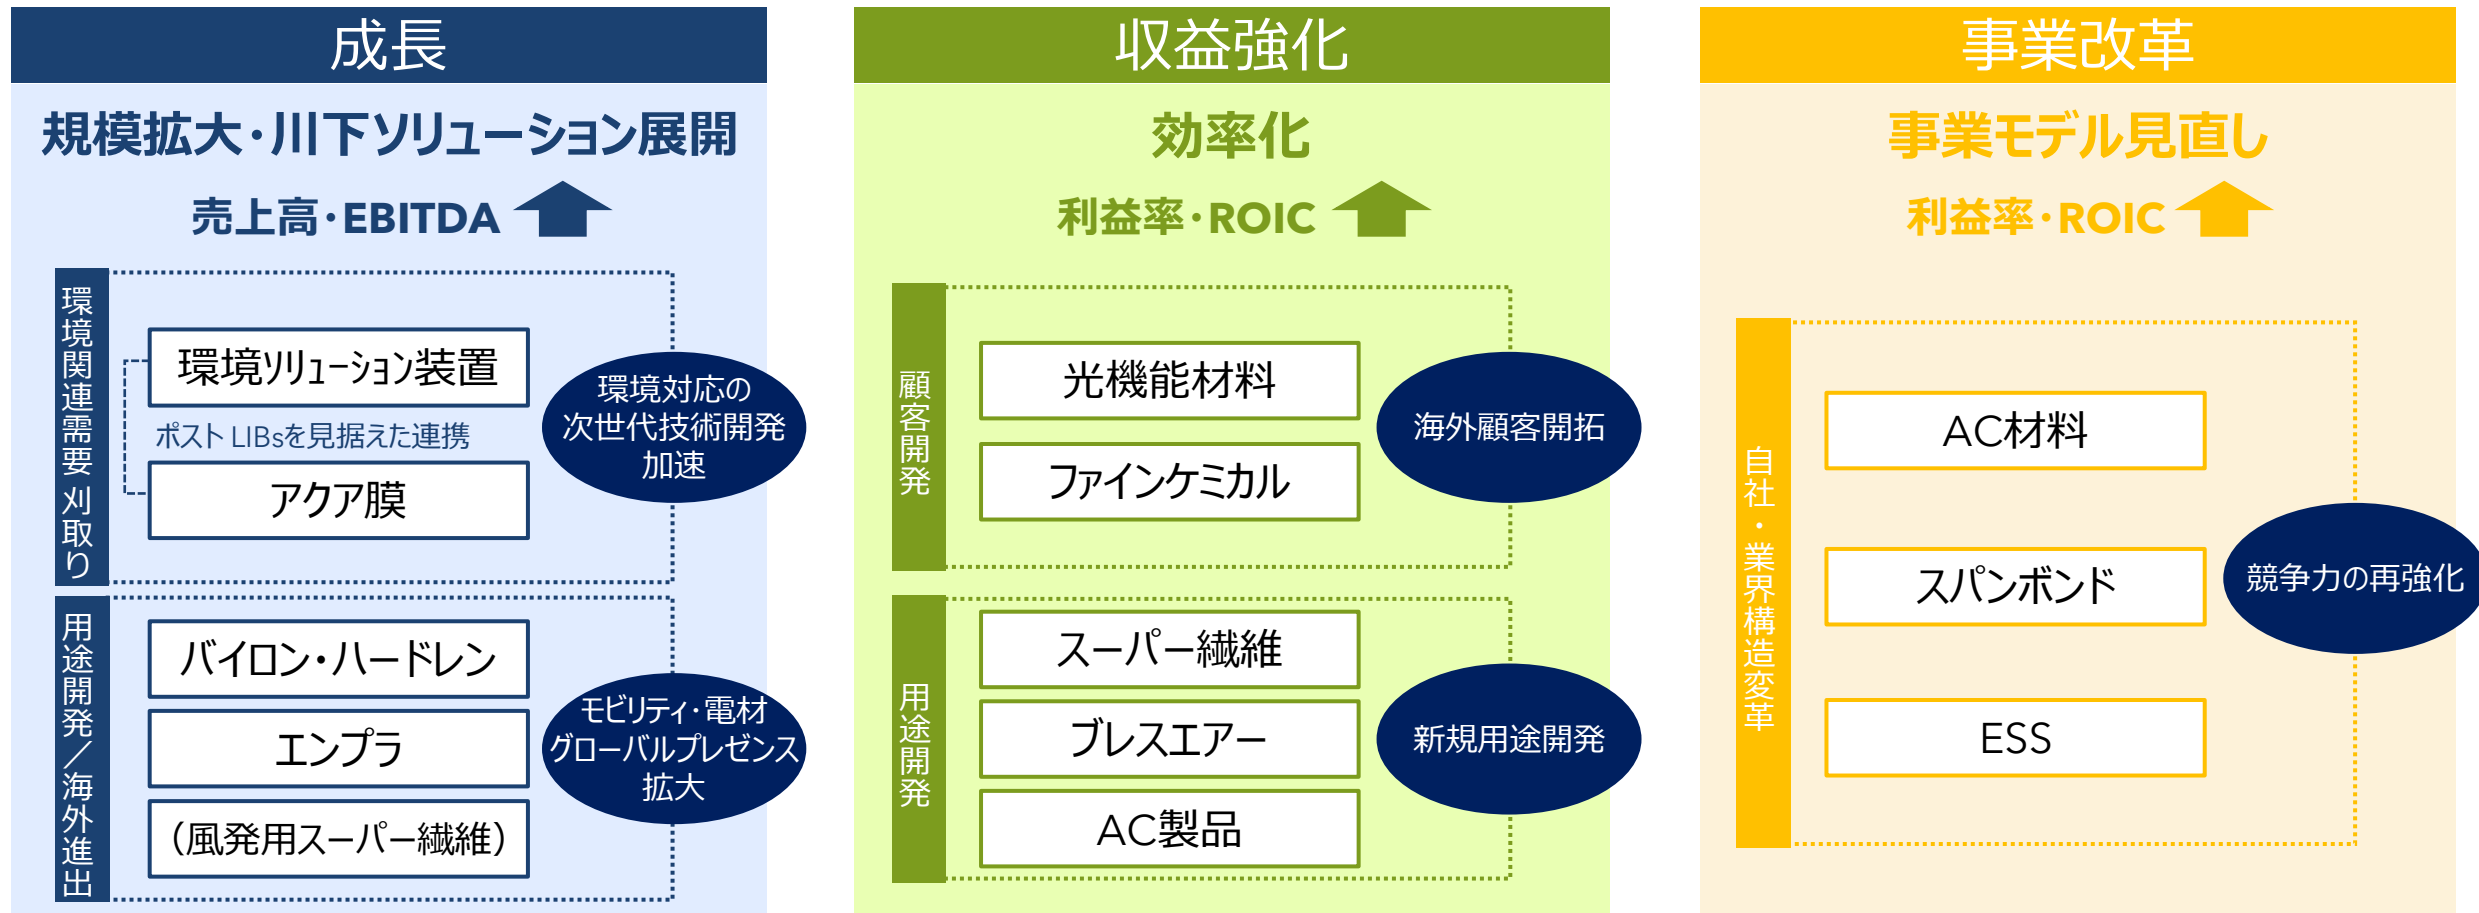 成長
規模拡大・川下ソリューション展開
売上高・EBITDA
環境関連需要 刈取り
環境ソリューション装置
ポスト LIBsを見据えた連携
アクア膜
環境対応の
次世代技術開発
加速
用途開発／海外進出
バイロン・ハードレン
エンプラ
（風発用スーパー繊維）
モビリティ・電材
グローバルプレゼンス
拡大
収益強化
効率化
利益率・ROIC
顧客開発
光機能材料
ファインケミカル
海外顧客開拓
用途開発
スーパー繊維
ブレスエアー
AC製品
新規用途開発
事業改革
事業モデル見直し
利益率・ROIC
自社・業界構造変革
AC材料
スパンボンド
ESS
競争力の再強化